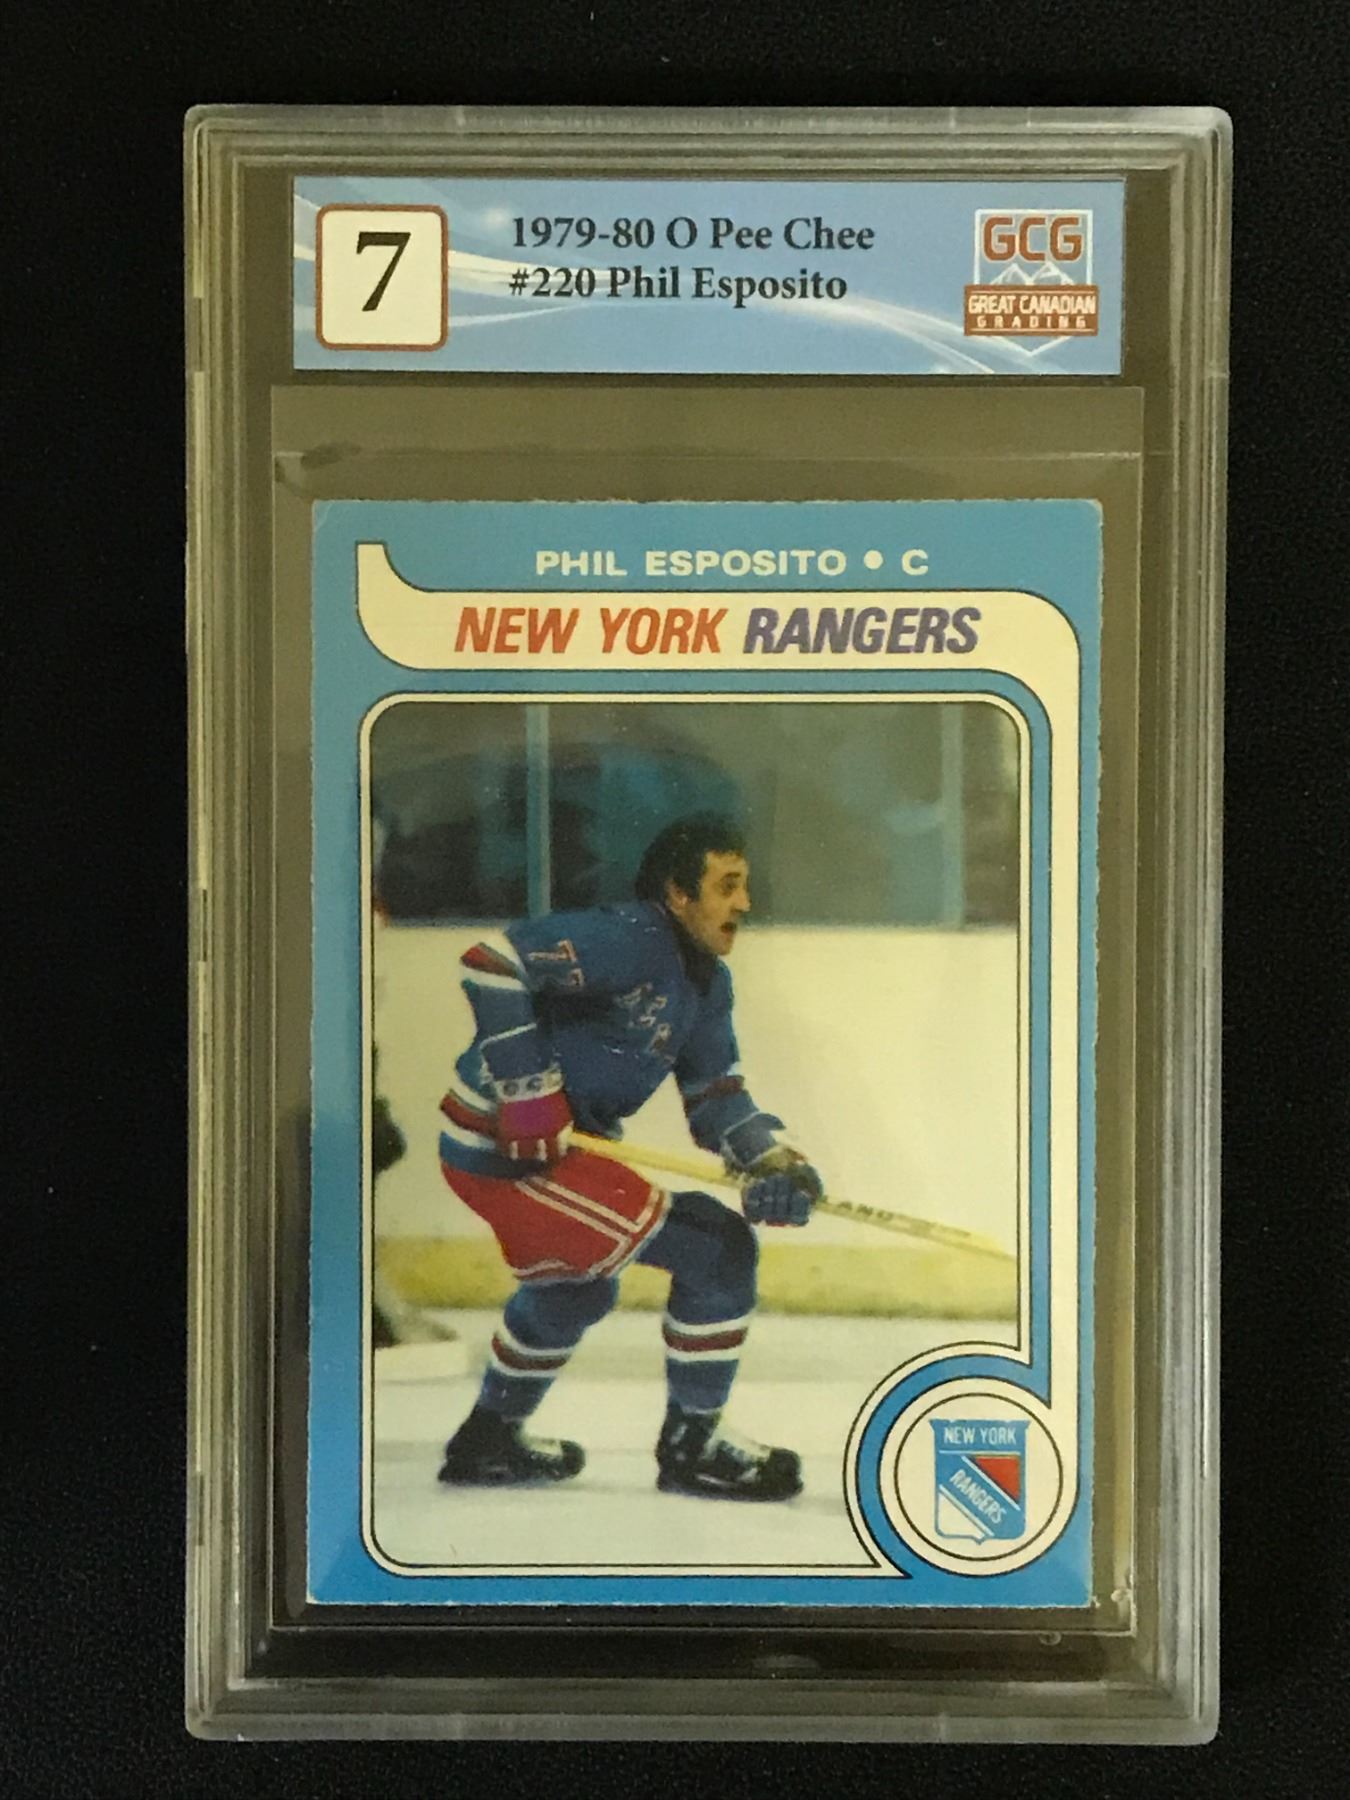 7
1979-80 O Pee Chee
#220 Phil Esposito
GCG
GREAT CANADIAN
GRADING
PHIL ESPOSITO • C
NEW YORK RANGERS
77
NEW YORK
RANGERS